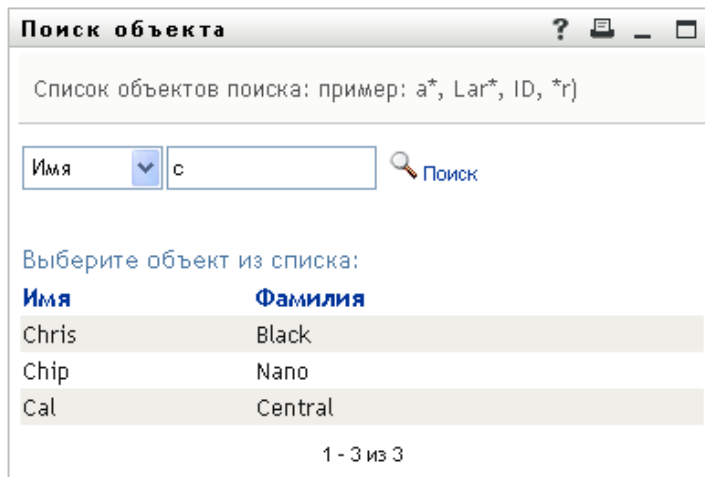 Поиск объекта ?
Список объектов поиска: пример: a*, Lar*, ID, *r)
Имя c Поиск
Выберите объект из списка:
Имя Фамилия
Chris Black
Chip Nano
Cal Central
1 - 3 из 3